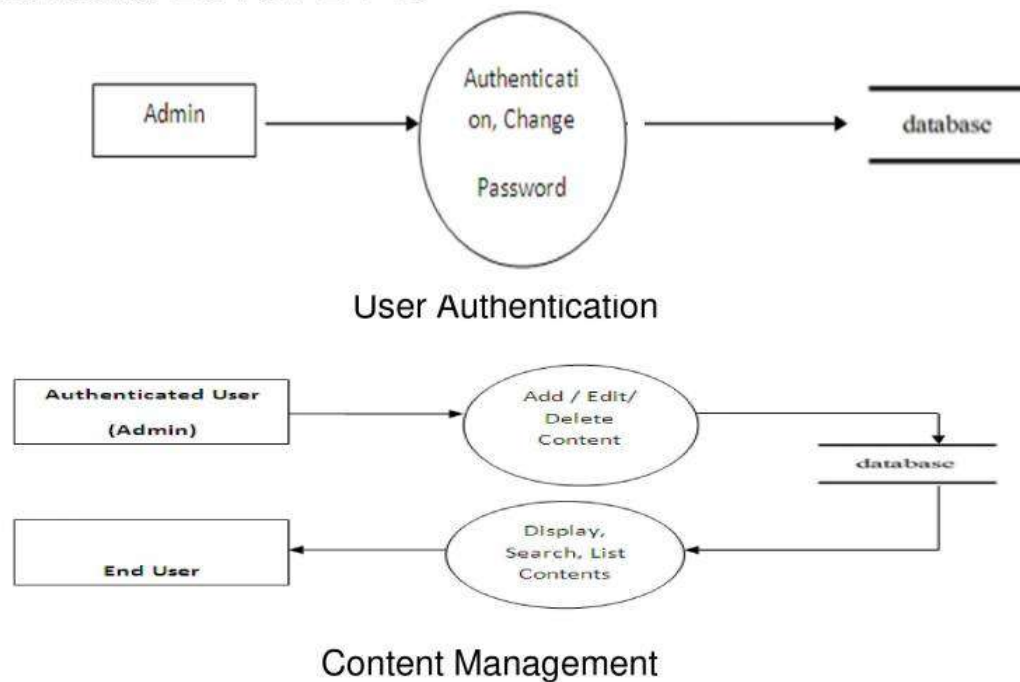 Admin
Authenticati
on, Change
Password
database
User Authentication
Authenticated User
(Admin)
Add / Edit/
Delete
Content
database
Display,
Search, List
Contents
End User
Content Management